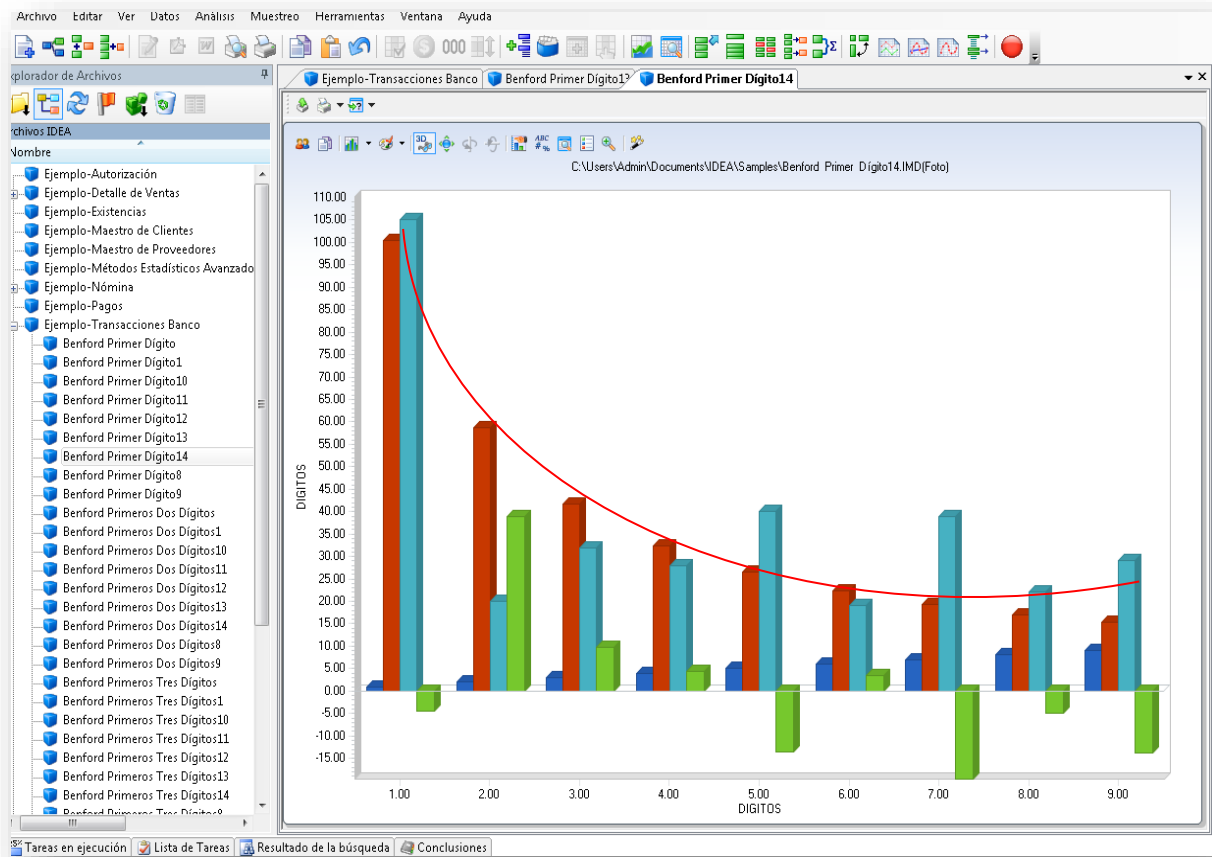 Archivo Editar Ver Datos Análisis Muestreo Herramientas Ventana Ayuda
000
xplorador de Archivos
Ejemplo-Transacciones Banco
Benford Primer Dígito1
Benford Primer Dígito14
rchivos IDEA
Nombre
Ejemplo-Autorización
Ejemplo-Detalle de Ventas
Ejemplo-Existencias
Ejemplo-Maestro de Clientes
Ejemplo-Maestro de Proveedores
Ejemplo-Métodos Estadísticos Avanzado
Ejemplo-Nómina
Ejemplo-Pagos
Ejemplo-Transacciones Banco
Benford Primer Dígito
Benford Primer Dígito1
Benford Primer Dígito10
Benford Primer Dígito11
Benford Primer Dígito12
Benford Primer Dígito13
Benford Primer Dígito14
Benford Primer Dígito8
Benford Primer Dígito9
Benford Primeros Dos Dígitos
Benford Primeros Dos Dígitos1
Benford Primeros Dos Dígitos10
Benford Primeros Dos Dígitos11
Benford Primeros Dos Dígitos12
Benford Primeros Dos Dígitos13
Benford Primeros Dos Dígitos14
Benford Primeros Dos Dígitos8
Benford Primeros Dos Dígitos9
Benford Primeros Tres Dígitos
Benford Primeros Tres Dígitos1
Benford Primeros Tres Dígitos10
Benford Primeros Tres Dígitos11
Benford Primeros Tres Dígitos12
Benford Primeros Tres Dígitos13
Benford Primeros Tres Dígitos14
Benford Primeros Tres Dígitos8
3D
ABC
#%
C:\Users\Admin\Documents\IDEA\Samples\Benford Primer Dígito14.IMD(Foto)
110.00
105.00
100.00
95.00
90.00
85.00
80.00
75.00
70.00
65.00
60.00
55.00
50.00
45.00
40.00
35.00
30.00
25.00
20.00
15.00
10.00
5.00
0.00
-5.00
-10.00
-15.00
DIGITOS
1.00 2.00 3.00 4.00 5.00 6.00 7.00 8.00 9.00
DIGITOS
Tareas en ejecución
Lista de Tareas
Resultado de la búsqueda
Conclusiones